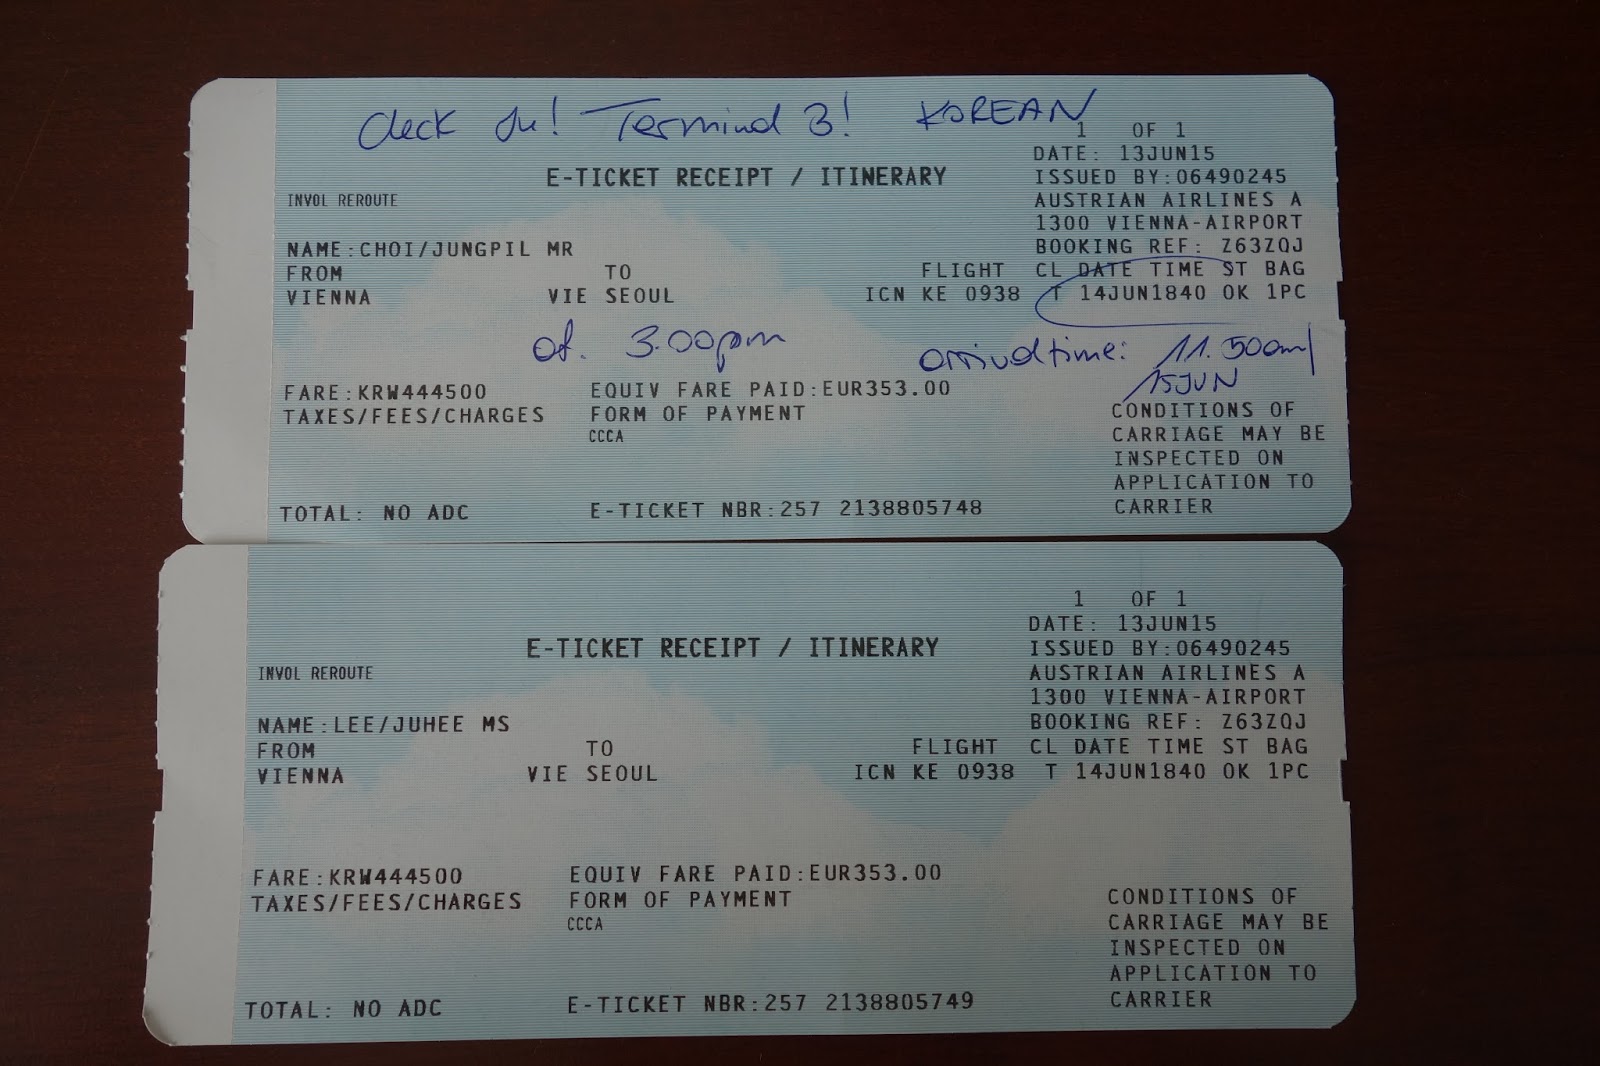 Check In! Terminal 3! KOREAN
1 OF 1
DATE: 13JUN15
E-TICKET RECEIPT / ITINERARY
ISSUED BY:06490245
INVOL REROUTE
AUSTRIAN AIRLINES A
1300 VIENNA-AIRPORT
NAME:CHOI/JUNGPIL MR
BOOKING REF: Z63ZQJ
FROM TO FLIGHT CL DATE TIME ST BAG
VIENNA VIE SEOUL ICN KE 0938 T 14JUN1840 OK 1PC
at. 3.00pm arrivaltime: 11.50am/
15JUN
FARE:KRW444500 EQUIV FARE PAID:EUR353.00
TAXES/FEES/CHARGES FORM OF PAYMENT CONDITIONS OF
CCCA CARRIAGE MAY BE
INSPECTED ON
APPLICATION TO
TOTAL: NO ADC E-TICKET NBR:257 2138805748 CARRIER
1 OF 1
DATE: 13JUN15
E-TICKET RECEIPT / ITINERARY ISSUED BY:06490245
INVOL REROUTE AUSTRIAN AIRLINES A
1300 VIENNA-AIRPORT
NAME:LEE/JUHEE MS BOOKING REF: Z63ZQJ
FROM TO FLIGHT CL DATE TIME ST BAG
VIENNA VIE SEOUL ICN KE 0938 T 14JUN1840 OK 1PC
FARE:KRW444500 EQUIV FARE PAID:EUR353.00
TAXES/FEES/CHARGES FORM OF PAYMENT CONDITIONS OF
CCCA CARRIAGE MAY BE
INSPECTED ON
APPLICATION TO
TOTAL: NO ADC E-TICKET NBR:257 2138805749 CARRIER